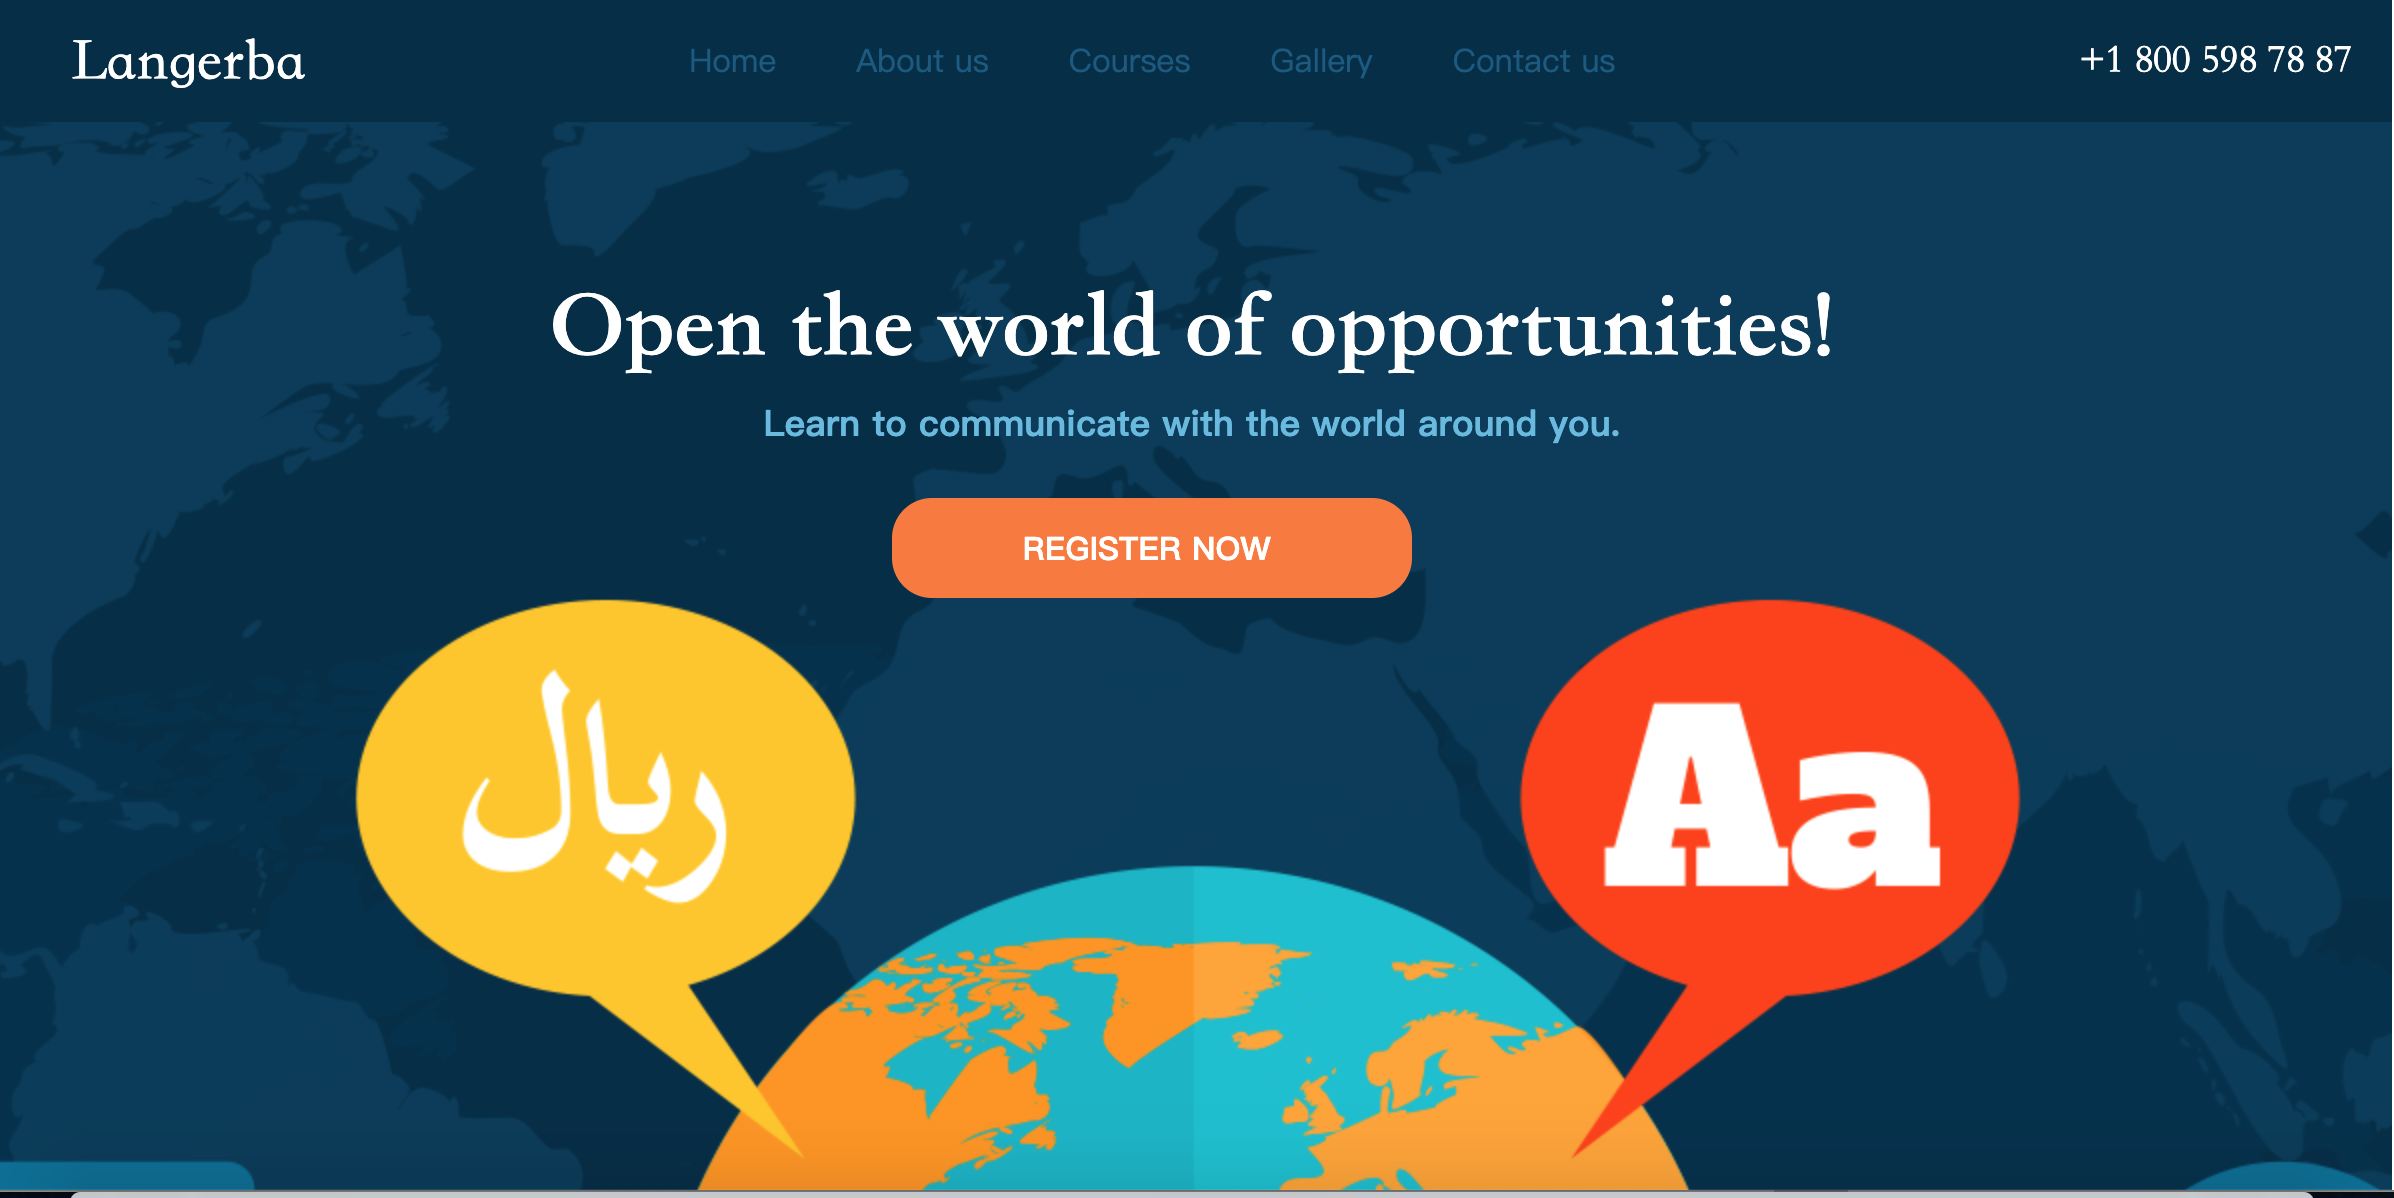 Langerba
Home About us Courses Gallery Contact us
+1 800 598 78 87
Open the world of opportunities!
Learn to communicate with the world around you.
REGISTER NOW
ريال
Aa